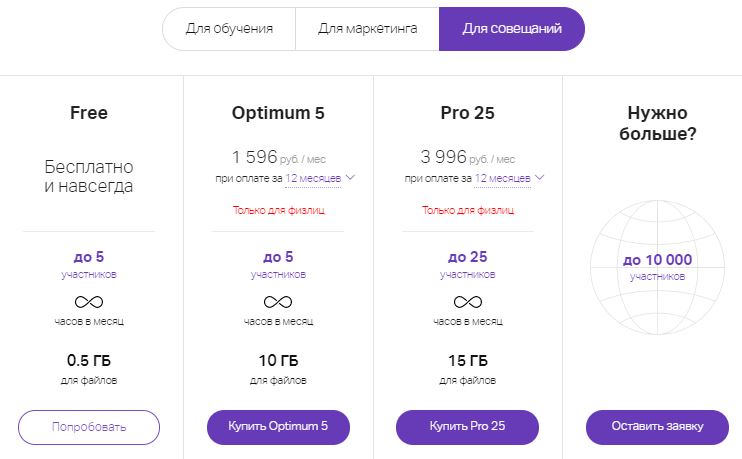 Для обучения
Для маркетинга
Для совещаний
Free
Бесплатно
и навсегда
до 5
участников
часов в месяц
0.5 ГБ
для файлов
Попробовать
Optimum 5
1 596 руб. / мес
при оплате за 12 месяцев
Только для физлиц
до 5
участников
часов в месяц
10 ГБ
для файлов
Купить Optimum 5
Pro 25
3 996 руб. / мес
при оплате за 12 месяцев
Только для физлиц
до 25
участников
часов в месяц
15 ГБ
для файлов
Купить Pro 25
Нужно
больше?
до 10 000
участников
Оставить заявку